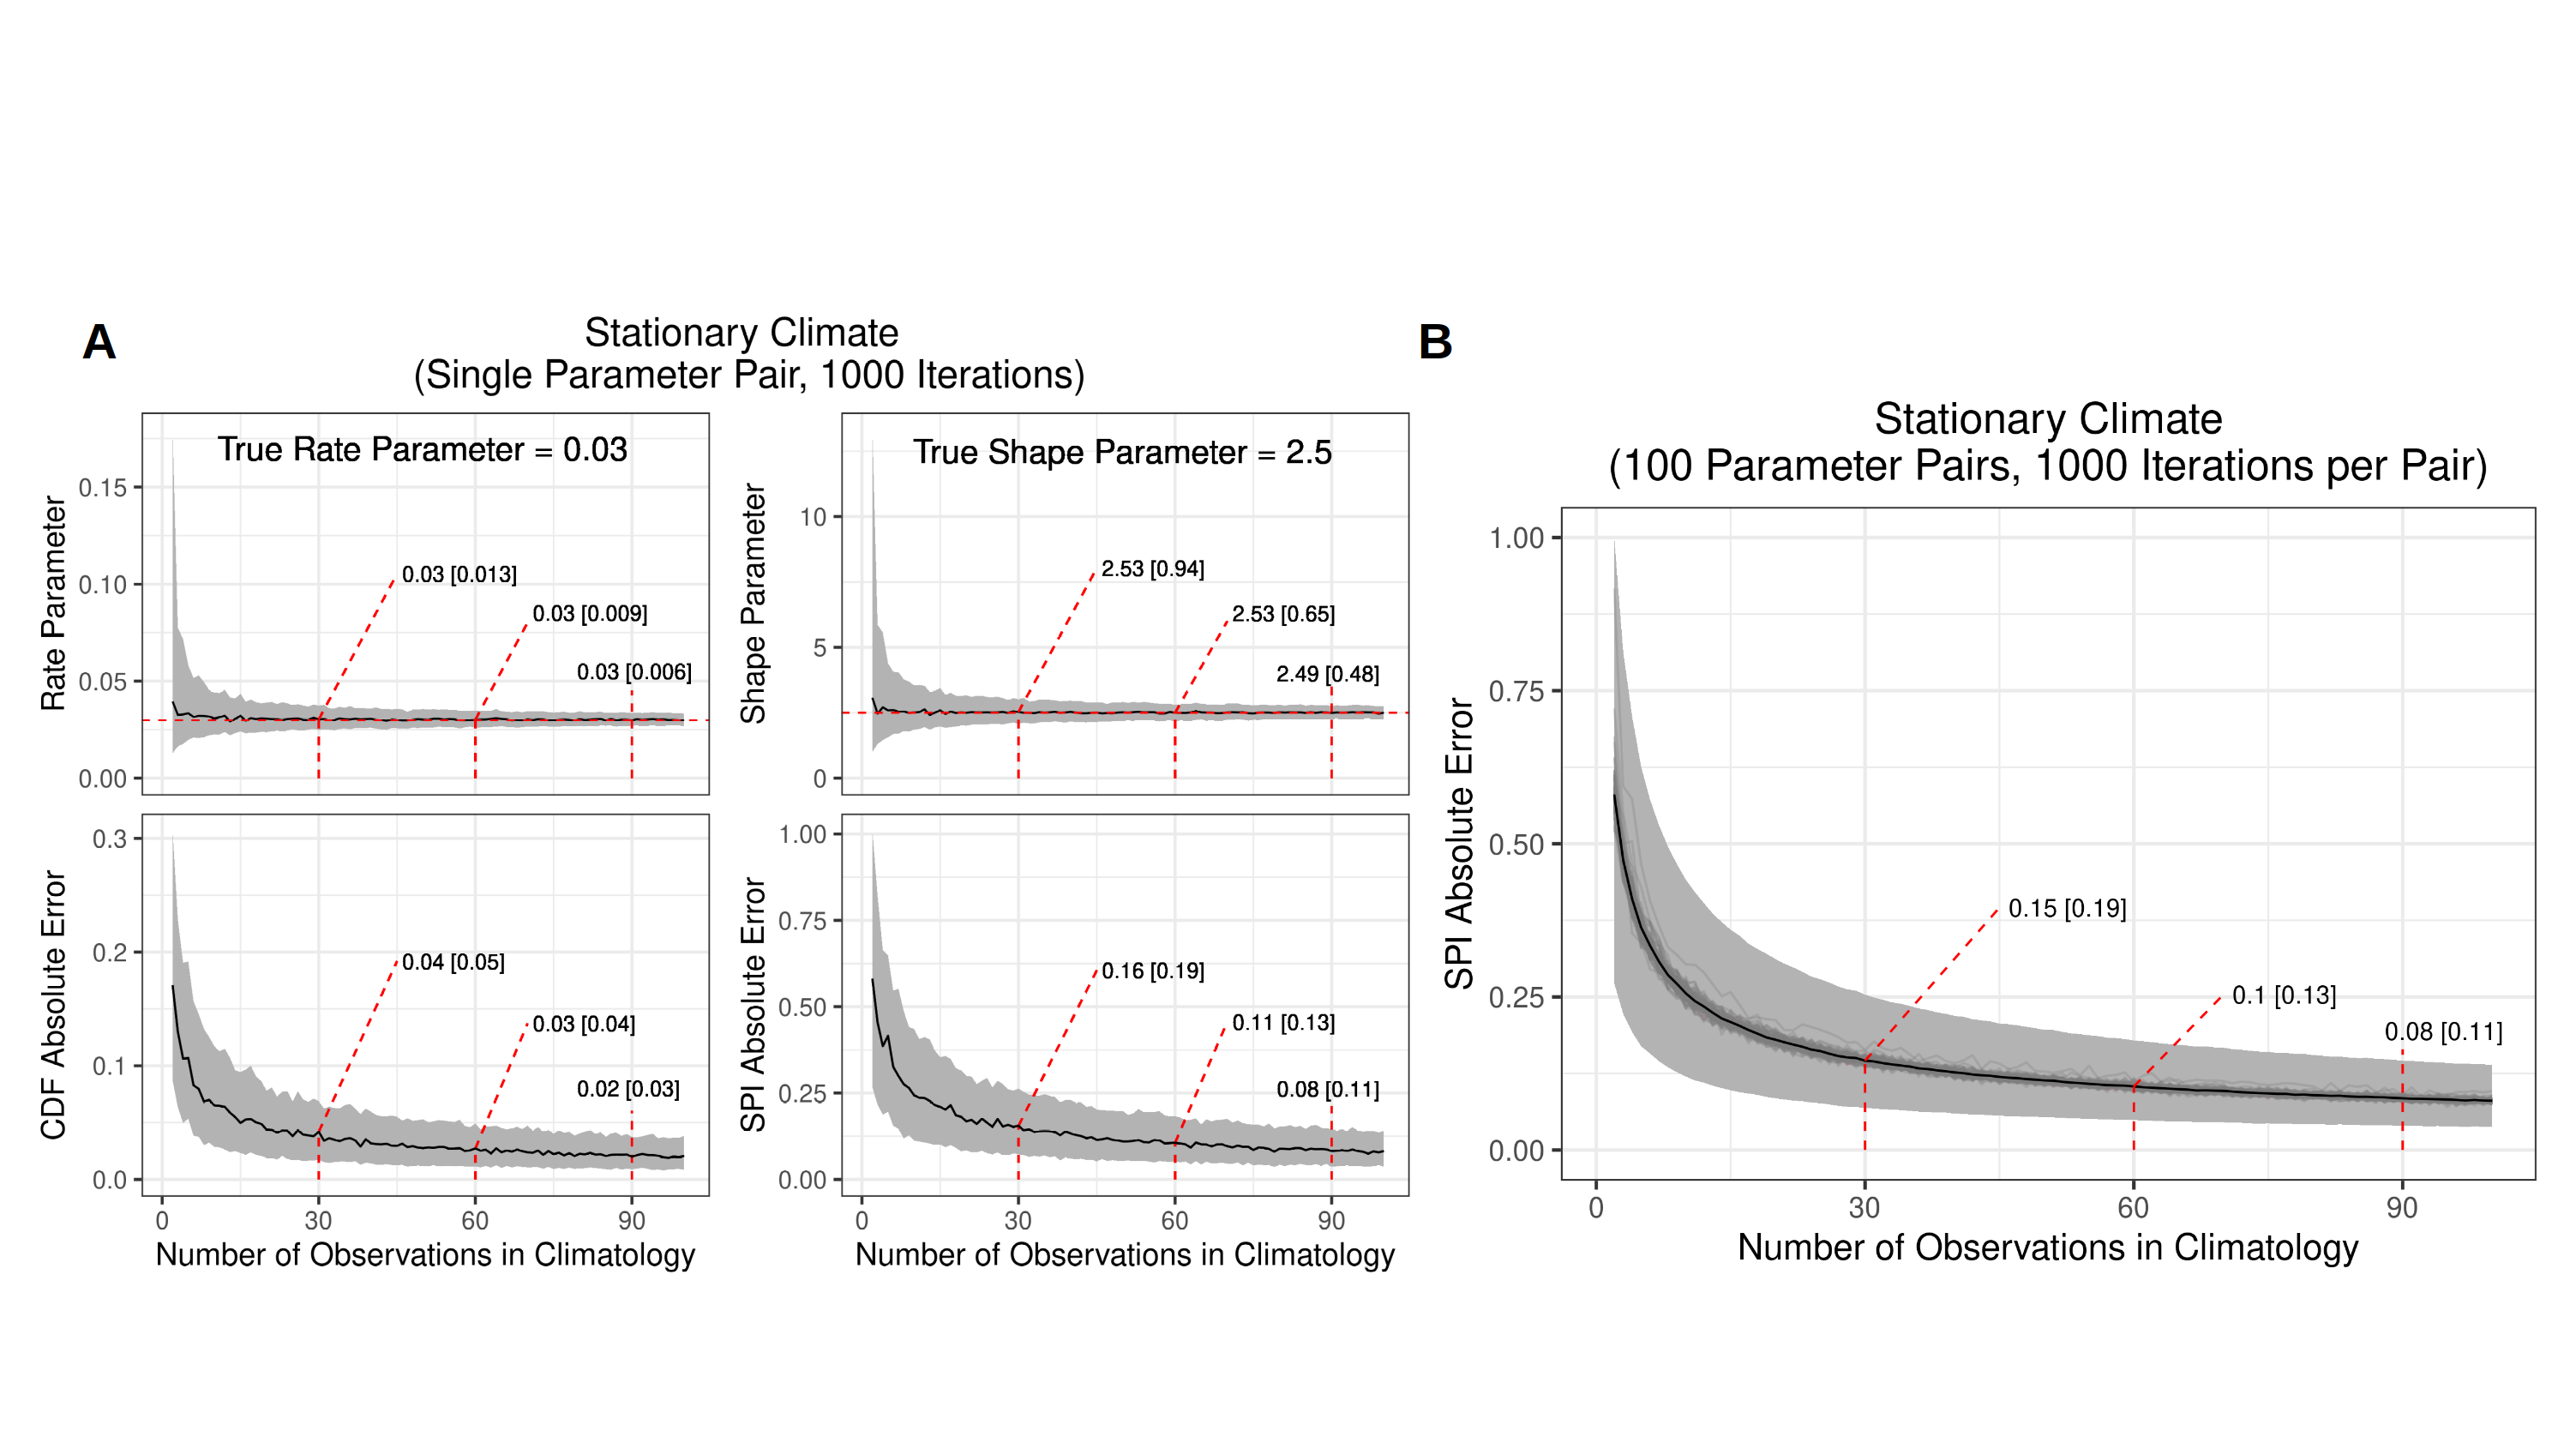 A
Stationary Climate
(Single Parameter Pair, 1000 Iterations)
True Rate Parameter = 0.03
Rate Parameter
0.15
0.10
0.05
0.00
0.03 [0.013]
0.03 [0.009]
0.03 [0.006]
True Shape Parameter = 2.5
Shape Parameter
10
5
0
2.53 [0.94]
2.53 [0.65]
2.49 [0.48]
CDF Absolute Error
0.3
0.2
0.1
0.0
0.04 [0.05]
0.03 [0.04]
0.02 [0.03]
0 30 60 90
Number of Observations in Climatology
SPI Absolute Error
1.00
0.75
0.50
0.25
0.00
0.16 [0.19]
0.11 [0.13]
0.08 [0.11]
0 30 60 90
Number of Observations in Climatology
B
Stationary Climate
(100 Parameter Pairs, 1000 Iterations per Pair)
SPI Absolute Error
1.00
0.75
0.50
0.25
0.00
0.15 [0.19]
0.1 [0.13]
0.08 [0.11]
0 30 60 90
Number of Observations in Climatology